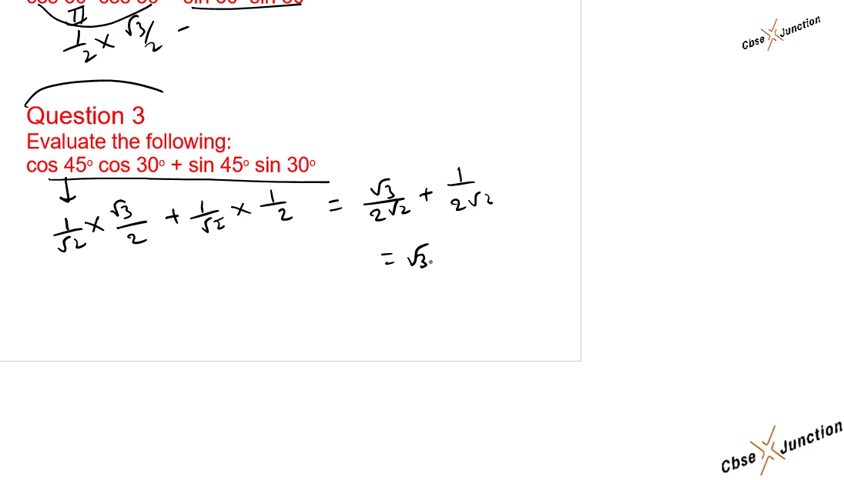 1/2 × √3/2 -
Cbse Junction
Question 3
Evaluate the following:
cos 45° cos 30° + sin 45° sin 30°
1/√2 × √3/2 + 1/√2 × 1/2 = √3/2√2 + 1/2√2
= √3
Cbse Junction